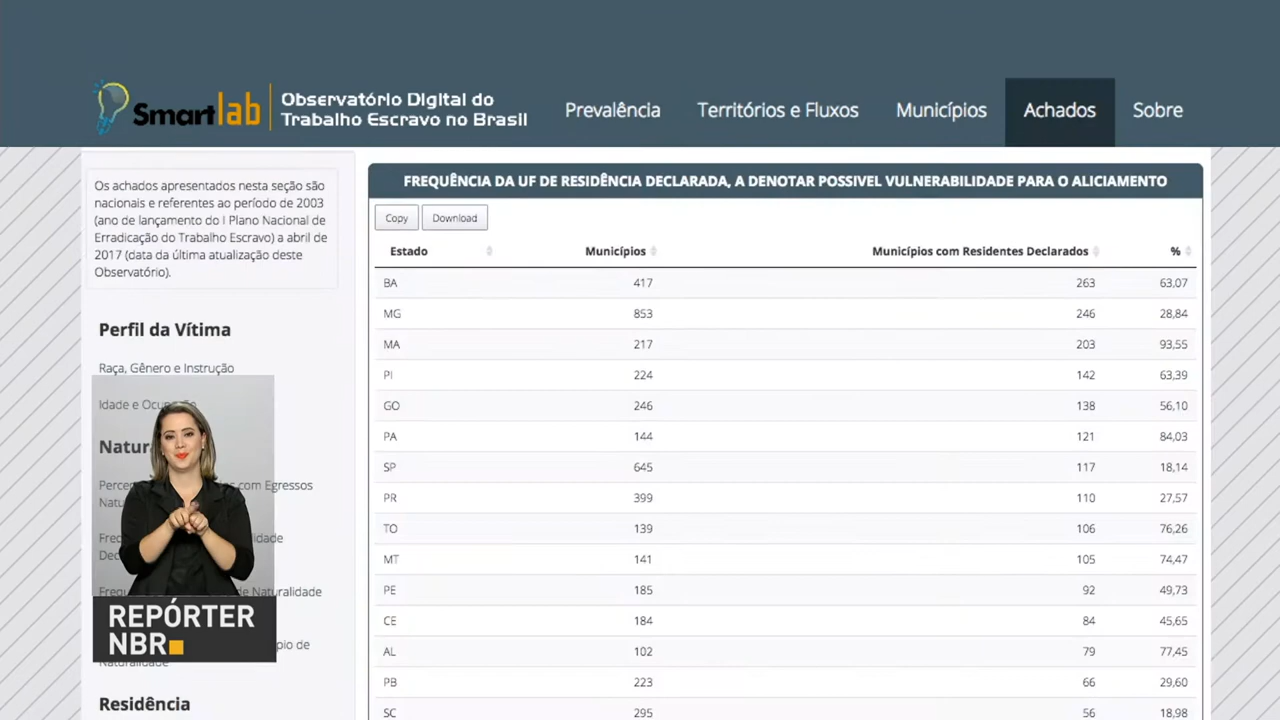 Smartlab
Observatório Digital do
Trabalho Escravo no Brasil
Prevalência
Territórios e Fluxos
Municípios
Achados
Sobre
Os achados apresentados nesta seção são
nacionais e referentes ao período de 2003
(ano de lançamento do I Plano Nacional de
Erradicação do Trabalho Escravo) a abril de
2017 (data da última atualização deste
Observatório).
Perfil da Vítima
Raça, Gênero e Instrução
Idade e
Natur
com Egressos
Natu
idade
Dec
de Naturalidade
pio de
Naturalidade
Residência
REPÓRTER
NBR
FREQUÊNCIA DA UF DE RESIDÊNCIA DECLARADA, A DENOTAR POSSIVEL VULNERABILIDADE PARA O ALICIAMENTO
Copy Download
Estado Municípios Municípios com Residentes Declarados %
BA 417 263 63,07
MG 853 246 28,84
MA 217 203 93,55
PI 224 142 63,39
GO 246 138 56,10
PA 144 121 84,03
SP 645 117 18,14
PR 399 110 27,57
TO 139 106 76,26
MT 141 105 74,47
PE 185 92 49,73
CE 184 84 45,65
AL 102 79 77,45
PB 223 66 29,60
SC 295 56 18,98